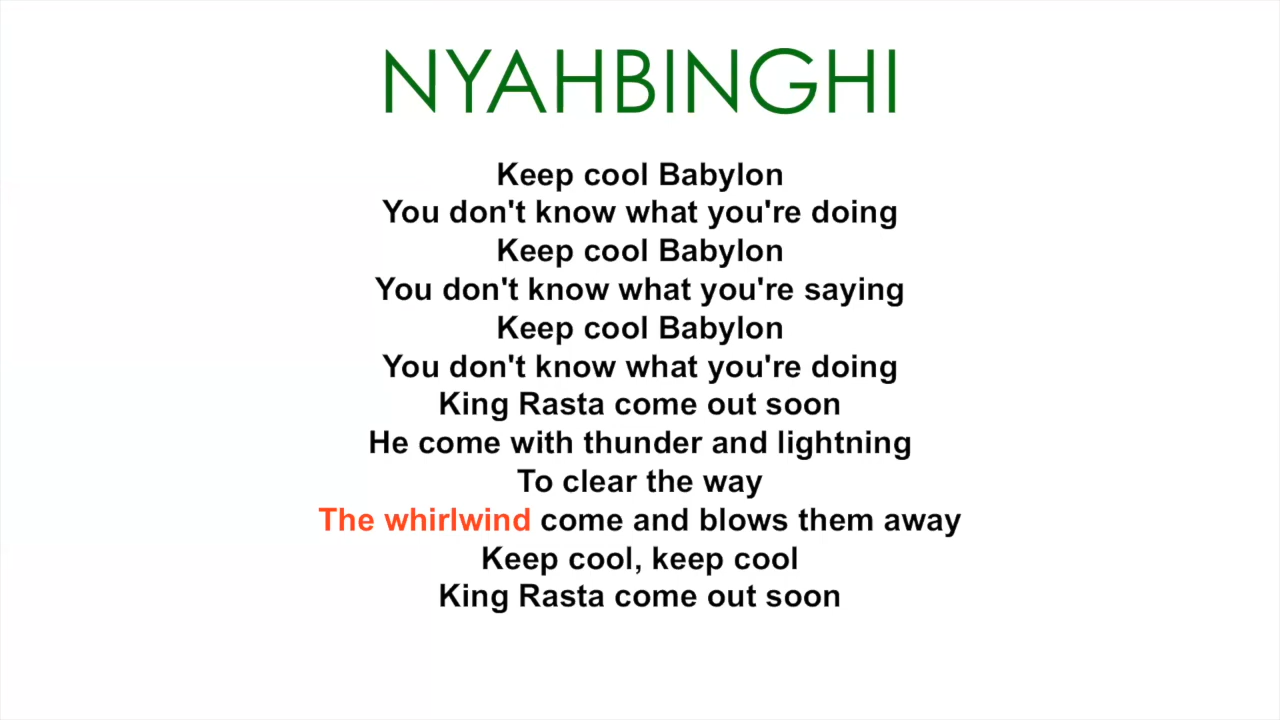 NYAHBINGHI
Keep cool Babylon
You don't know what you're doing
Keep cool Babylon
You don't know what you're saying
Keep cool Babylon
You don't know what you're doing
King Rasta come out soon
He come with thunder and lightning
To clear the way
The whirlwind come and blows them away
Keep cool, keep cool
King Rasta come out soon